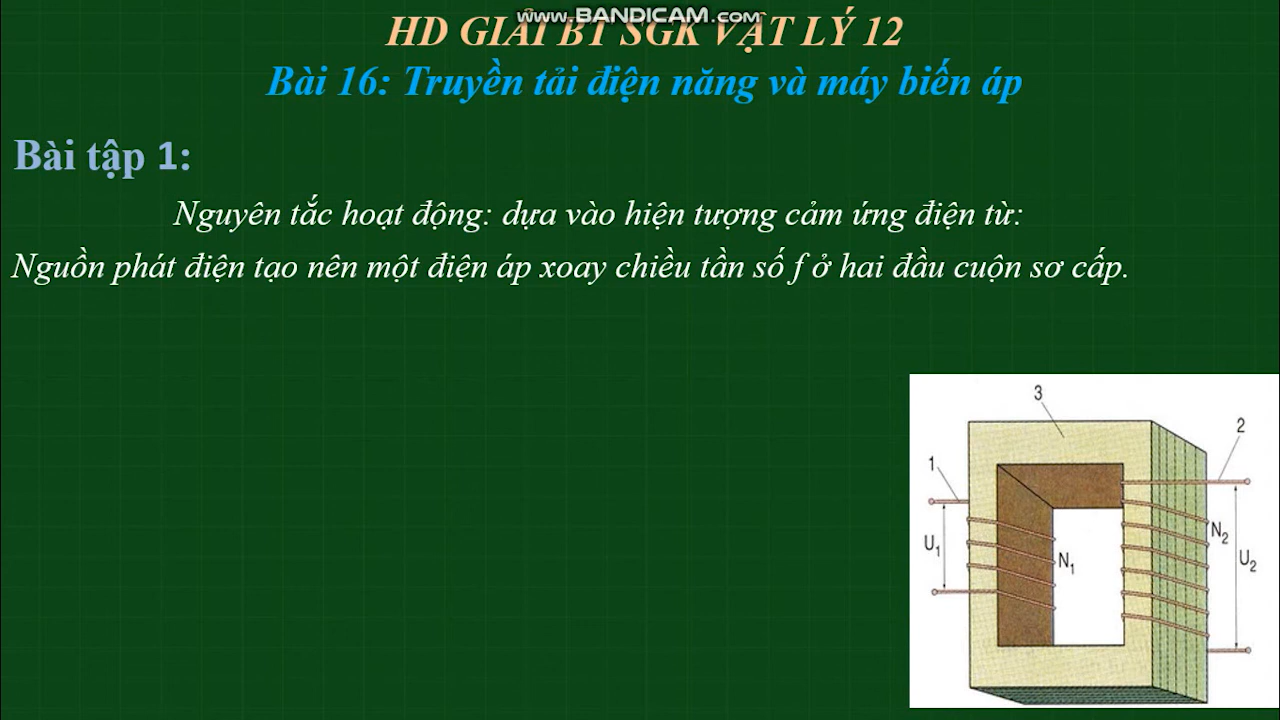 www.BANDICAM.com
HD GIẢI BT SGK VẬT LÝ 12
Bài 16: Truyền tải điện năng và máy biến áp
Bài tập 1:
Nguyên tắc hoạt động: dựa vào hiện tượng cảm ứng điện từ:
Nguồn phát điện tạo nên một điện áp xoay chiều tần số f ở hai đầu cuộn sơ cấp.
3
2
1
N₂
U₁
N₁
U₂